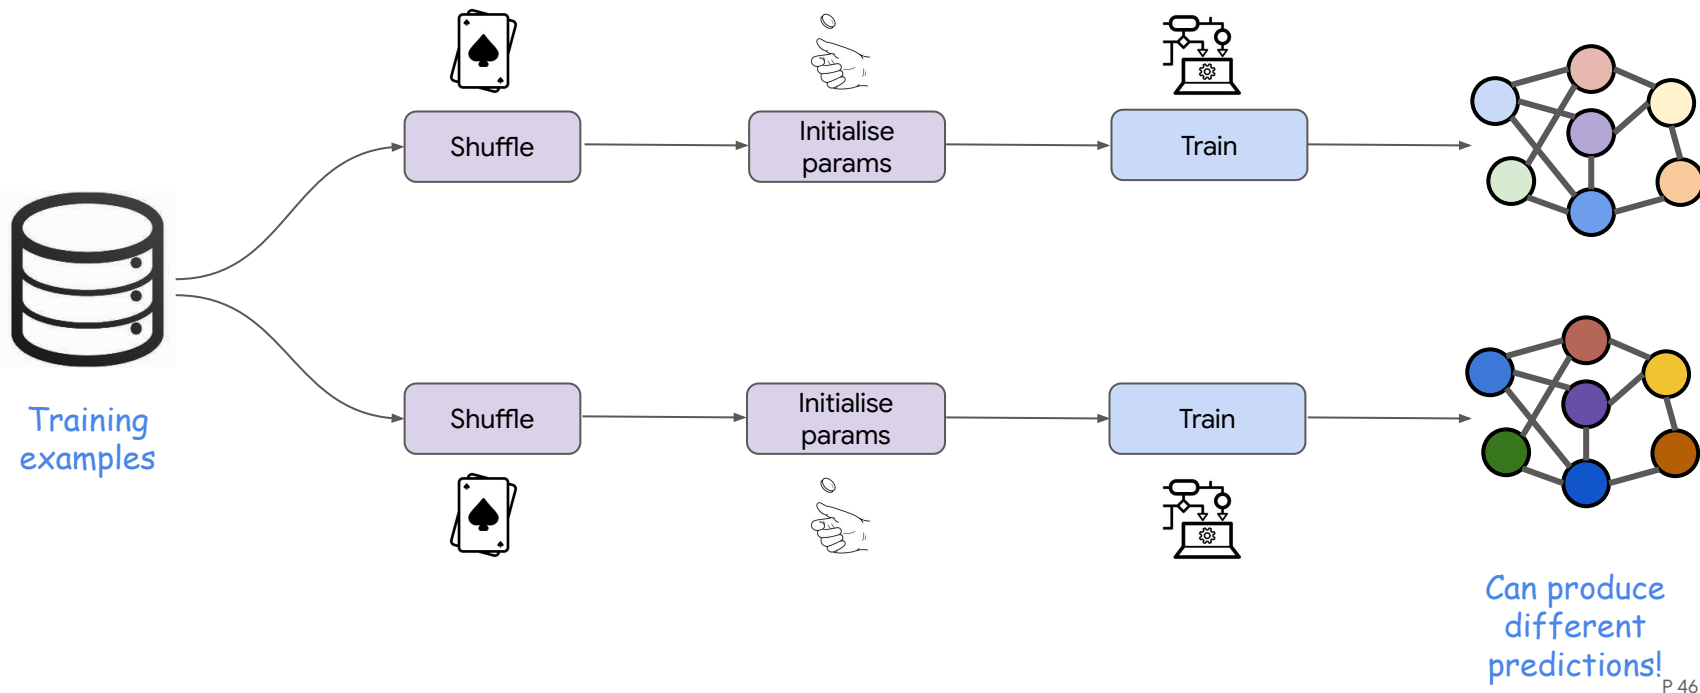 Shuffle
Initialise
params
Train
Training
examples
Shuffle
Initialise
params
Train
Can produce
different
predictions!
P 46